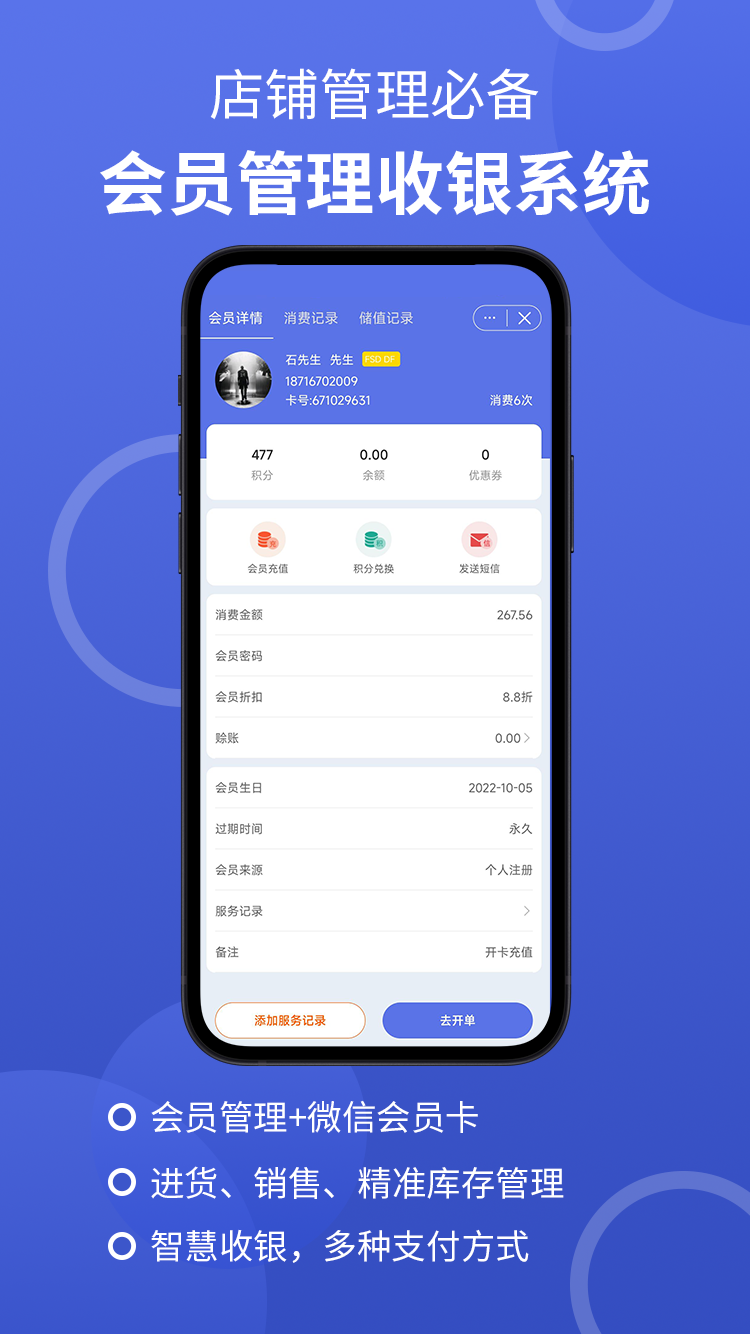 店铺管理必备
会员管理收银系统
会员详情 消费记录 储值记录
石先生 先生 FSD DF
18716702009
卡号:671029631 消费6次
477 0.00 0
积分 余额 优惠券
充 积 信
会员充值 积分兑换 发送短信
消费金额 267.56
会员密码
会员折扣 8.8折
赊账 0.00
会员生日 2022-10-05
过期时间 永久
会员来源 个人注册
服务记录
备注 开卡充值
添加服务记录 去开单
会员管理+微信会员卡
进货、销售、精准库存管理
智慧收银，多种支付方式